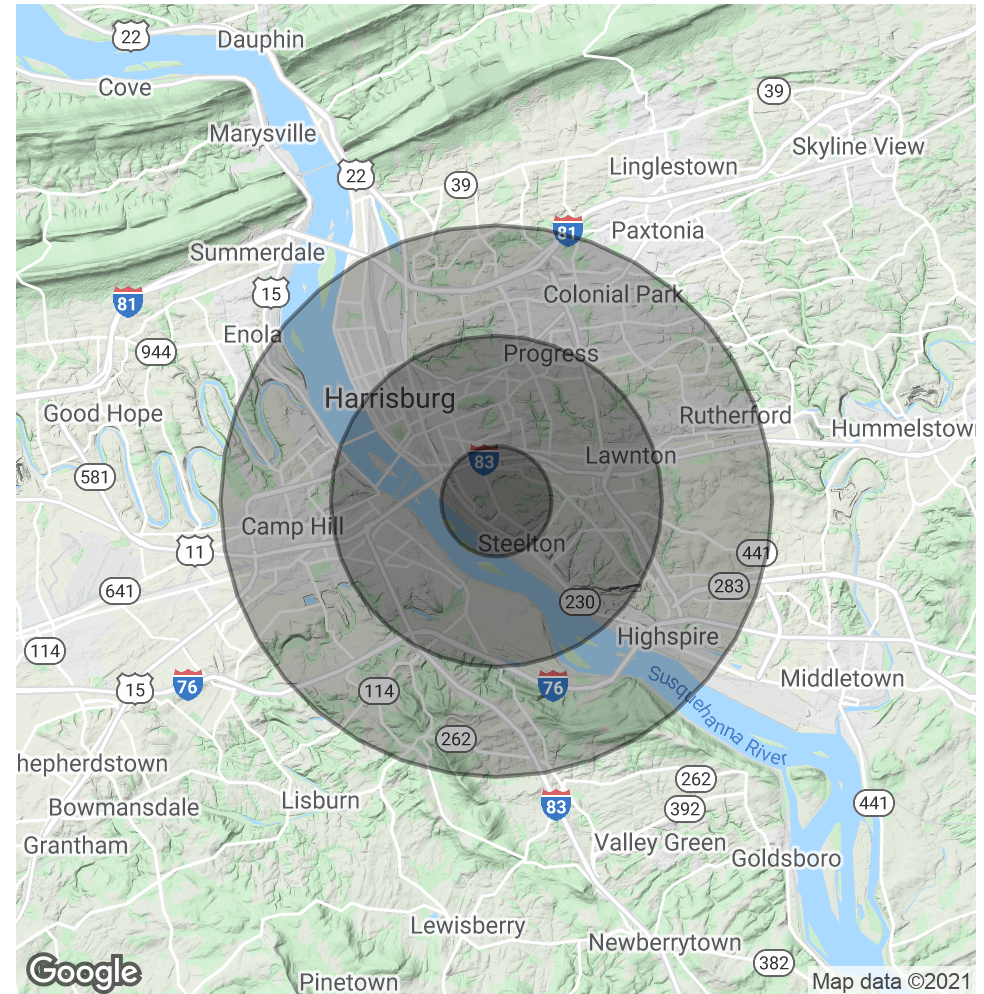 22
Dauphin
Cove
39
Marysville
Skyline View
Linglestown
22
39
81
Paxtonia
Summerdale
15
Colonial Park
81
Enola
944
Progress
Harrisburg
Good Hope
Rutherford
Hummelstown
83
Lawnton
581
Camp Hill
Steelton
11
441
283
641
230
Highspire
114
Middletown
15
76
76
114
Susquehanna River
262
hepherdstown
262
Bowmansdale
Lisburn
83
392
441
Grantham
Valley Green
Goldsboro
Lewisberry
Newberrytown
382
Google
Pinetown
Map data ©2021